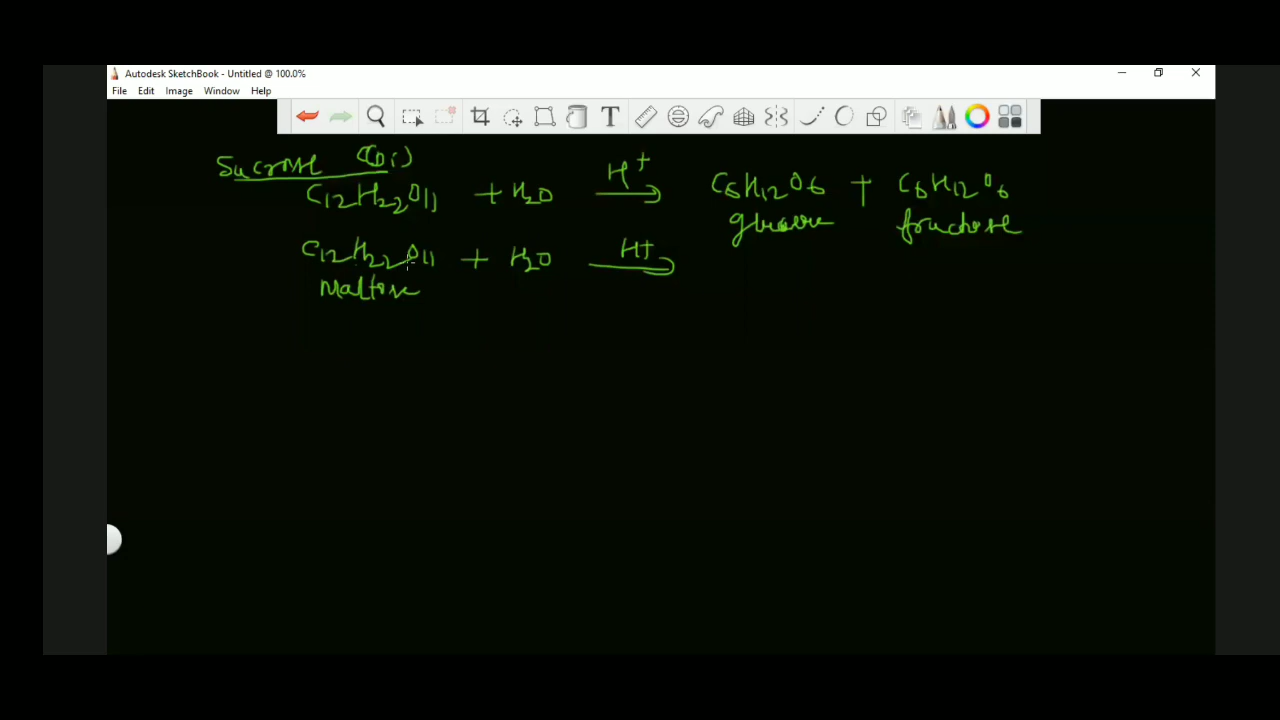 Autodesk SketchBook - Untitled @ 100.0%
File Edit Image Window Help
T
Sucrose (Di)
C12H22O11 + H2O H+ C6H12O6 + C6H12O6
glucose fructose
C12H22O11 + H2O H+
Maltose